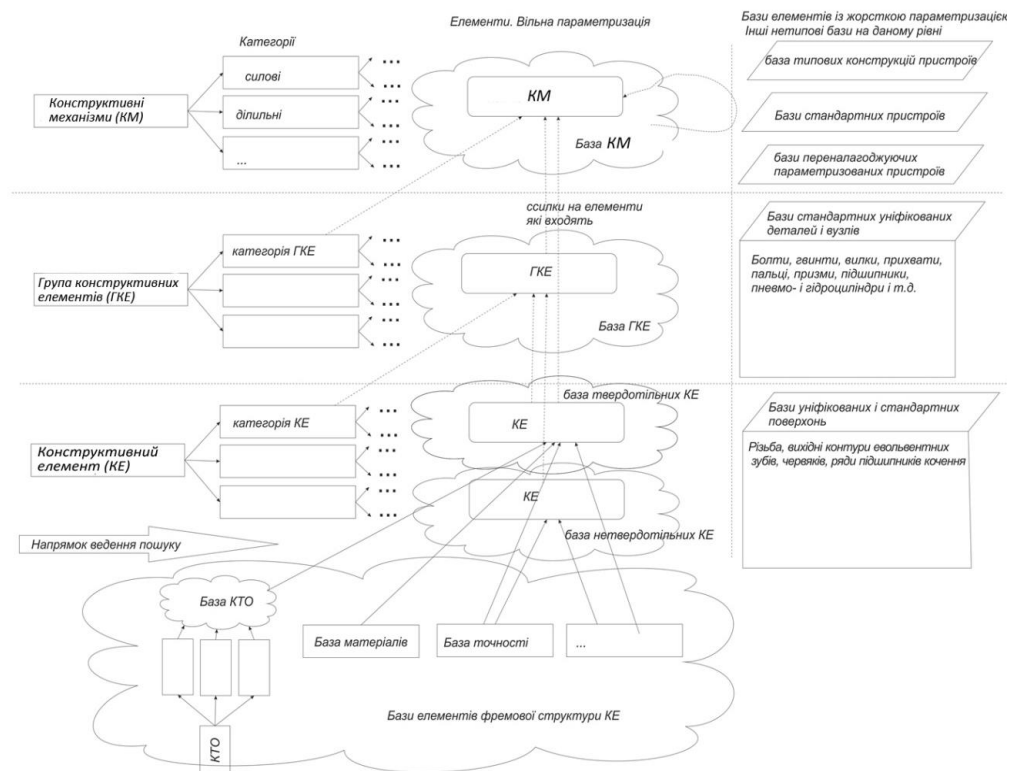 Елементи. Вільна параметризація
Бази елементів із жорсткою параметризацією
Інші нетипові бази на даному рівні
Категорії
силові
ділільні
...
Конструктивні
механізми (КМ)
КМ
База КМ
база типових конструкцій пристроїв
Бази стандартних пристроїв
бази переналагоджуючих
параметризованих пристроїв
ссилки на елементи
які входять
категорія ГКЕ
Група конструктивних
елементів (ГКЕ)
ГКЕ
База ГКЕ
Бази стандартних уніфікованих
деталей і вузлів
Болти, гвинти, вилки, прихвати,
пальці, призми, підшипники,
пневмо- і гідроциліндри і т.д.
категорія КЕ
Конструктивний
елемент (КЕ)
база твердотільних КЕ
КЕ
КЕ
база нетвердотільних КЕ
Бази уніфікованих і стандартних
поверхонь
Різьба, вихідні контури евольвентних
зубів, червяків, ряди підшипників кочення
Напрямок ведення пошуку
База КТО
База матеріалів
База точності
...
Бази елементів фремової структури КЕ
КТО